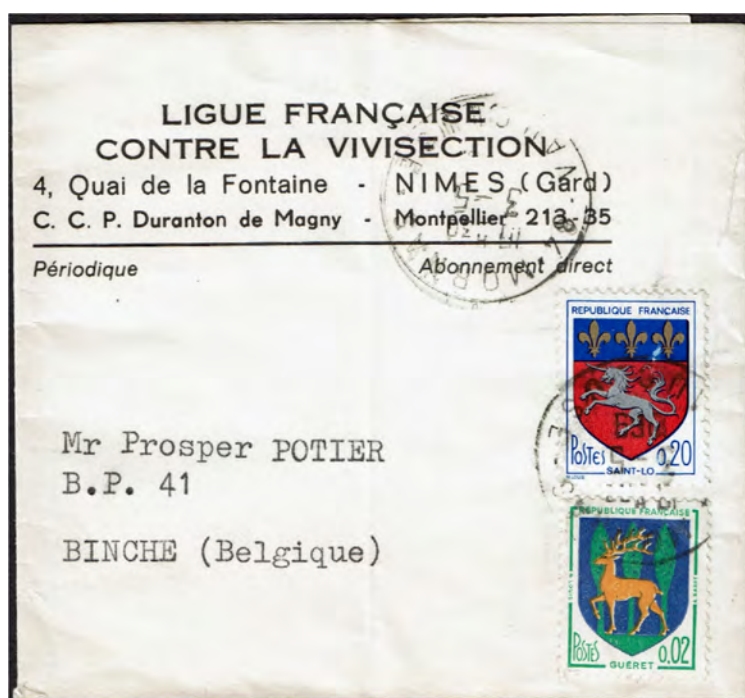 LIGUE FRANÇAISE
CONTRE LA VIVISECTION
4, Quai de la Fontaine - NIMES (Gard)
C. C. P. Duranton de Magny - Montpellier 213-35
Périodique Abonnement direct
REPUBLIQUE FRANÇAISE
POSTES 0,20
SAINT-LO
Mr Prosper POTIER
B.P. 41
BINCHE (Belgique)
REPUBLIQUE FRANÇAISE
POSTES 0,02
GUÉRET